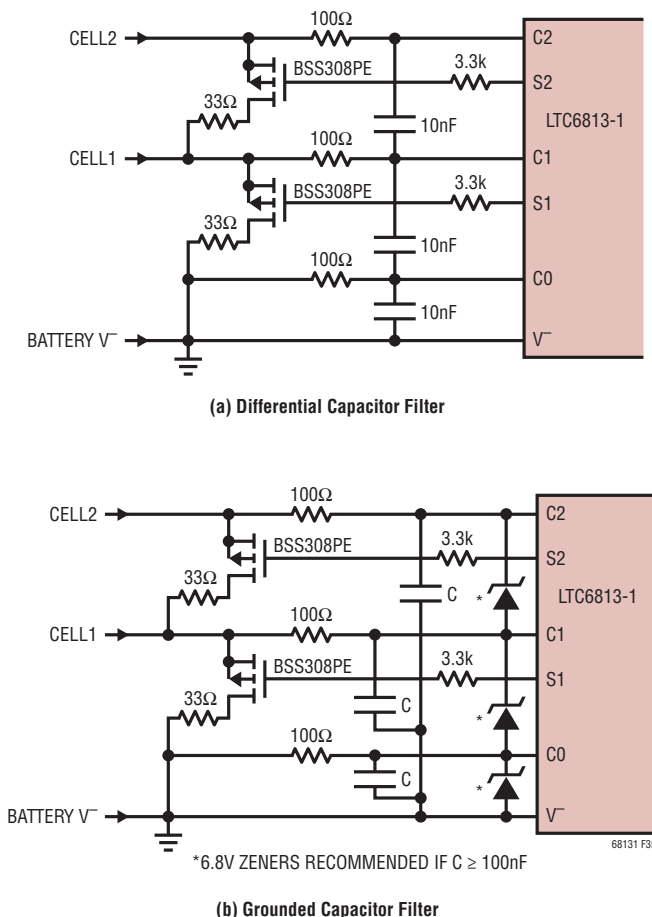 100Ω
CELL2
C2
BSS308PE
3.3k
S2
33Ω
LTC6813-1
10nF
100Ω
CELL1
C1
BSS308PE
3.3k
S1
33Ω
10nF
100Ω
C0
10nF
BATTERY V–
V–
(a) Differential Capacitor Filter
100Ω
CELL2
C2
BSS308PE
3.3k
S2
33Ω
C
*
LTC6813-1
100Ω
CELL1
C1
BSS308PE
3.3k
S1
33Ω
C
*
100Ω
C0
C
*
BATTERY V–
V–
*6.8V ZENERS RECOMMENDED IF C ≥ 100nF
(b) Grounded Capacitor Filter